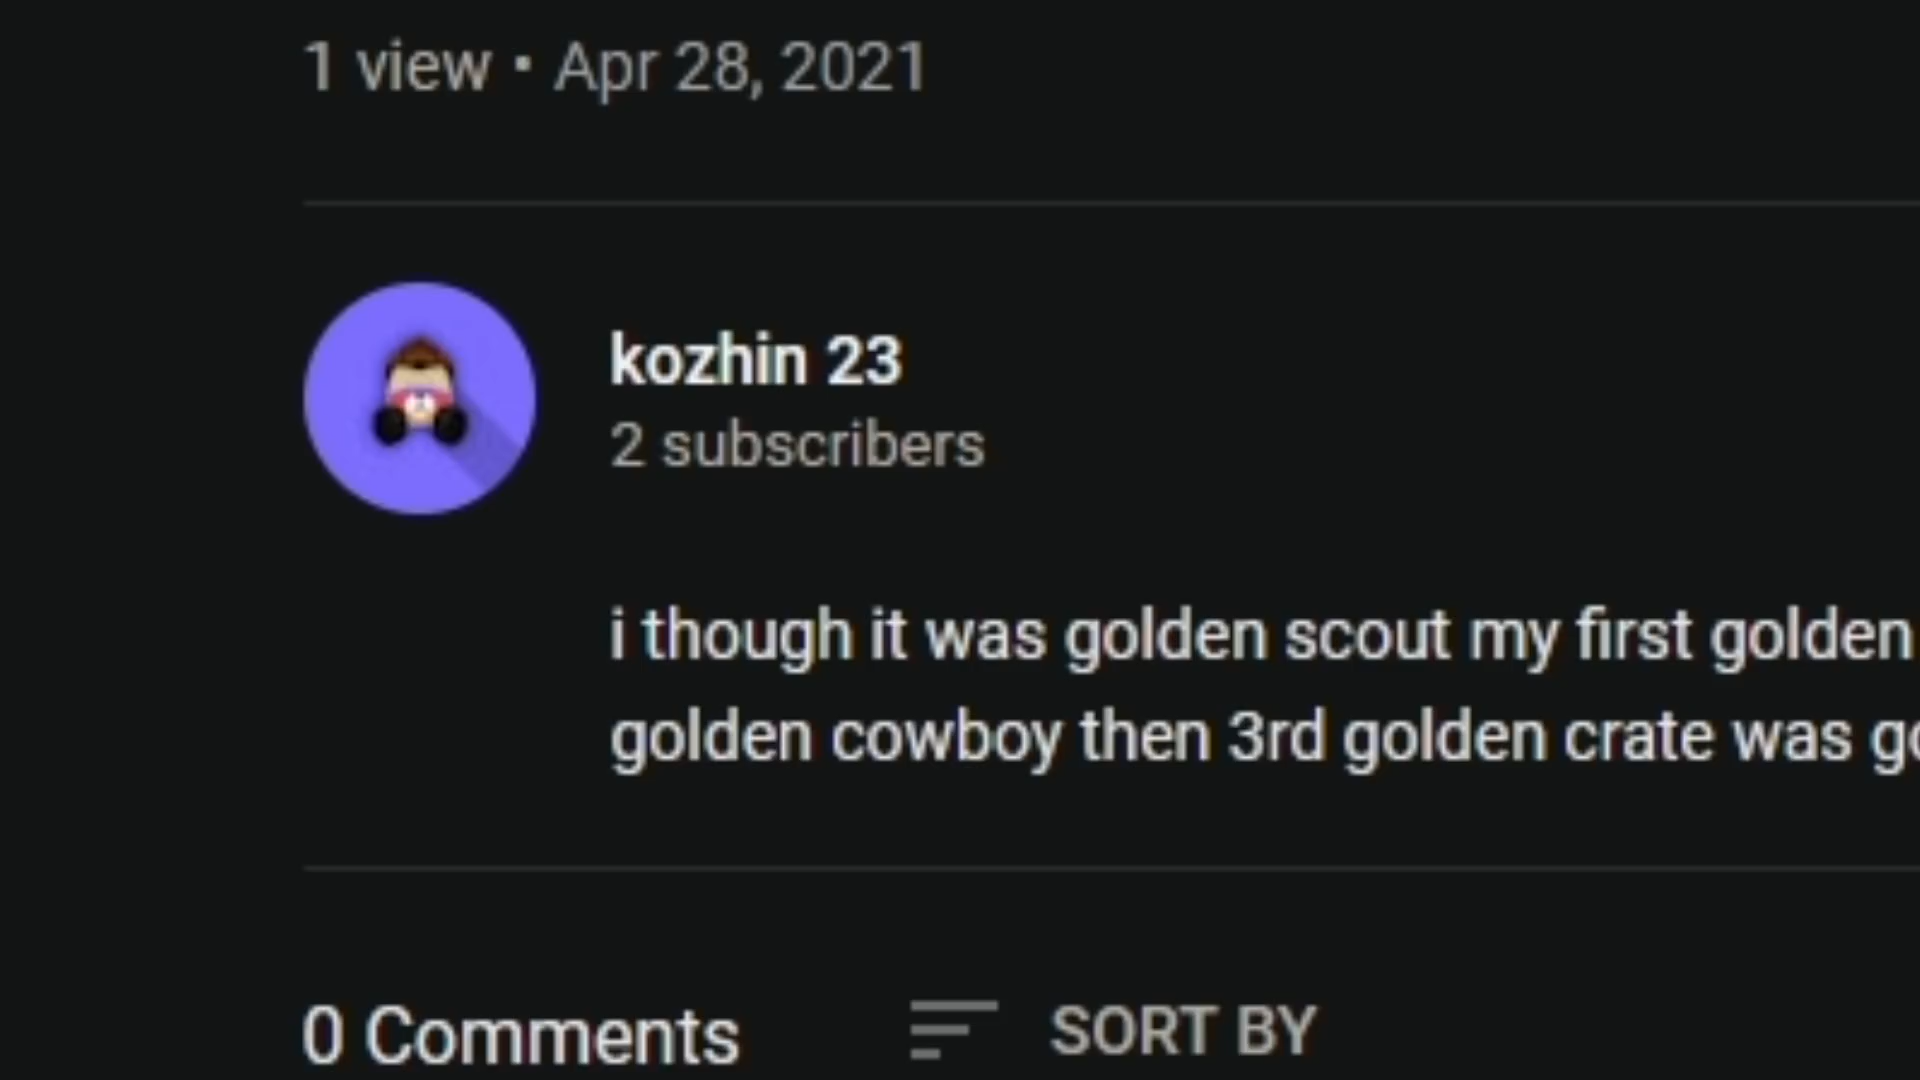 1 view • Apr 28, 2021
kozhin 23
2 subscribers
i though it was golden scout my first golden
golden cowboy then 3rd golden crate was
0 Comments
SORT BY